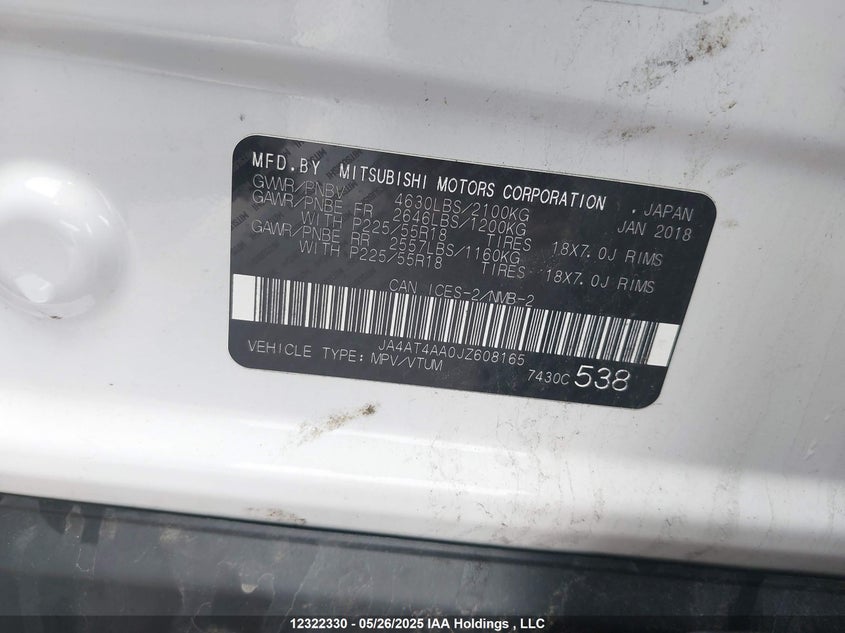 MFD.BY MITSUBISHI MOTORS CORPORATION , JAPAN
GVWR/PNBV 4630LBS/2100KG JAN 2018
GAWR/PNBE FR 2646LBS/1200KG
WITH P225/55R18 TIRES 18X7.0J RIMS
GAWR/PNBE RR 2557LBS/1160KG
WITH P225/55R18 TIRES 18X7.0J RIMS
CAN ICES-2/NMB-2
JA4AT4AA0JZ608165
VEHICLE TYPE: MPV/VTUM 7430C 538
12322330 - 05/26/2025 IAA Holdings , LLC